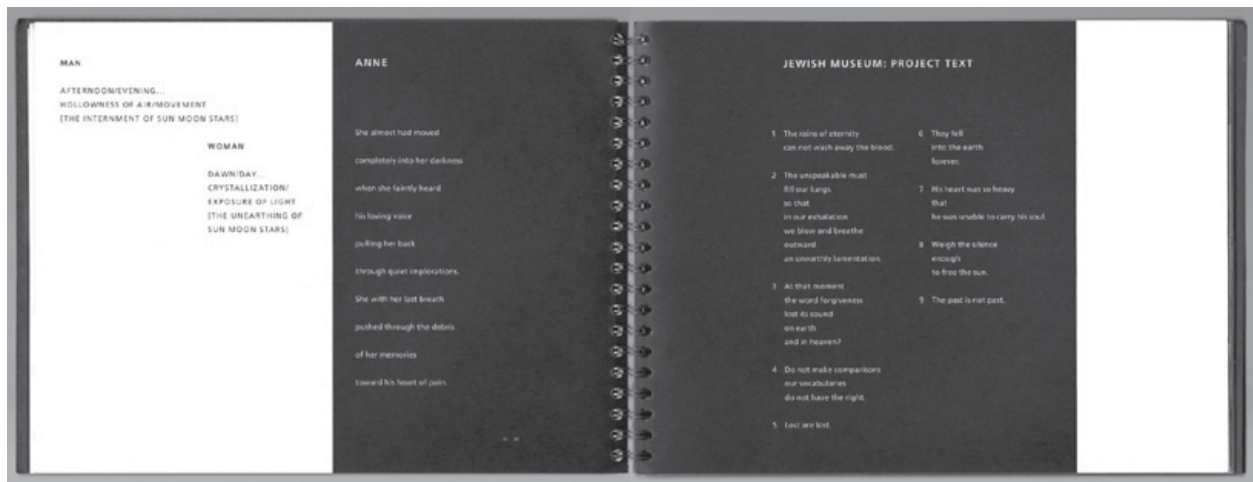 MAN
AFTERNOON/EVENING...
HOLLOWNESS OF AIR/MOVEMENT
[THE INTERNMENT OF SUN MOON STARS]
WOMAN
DAWN/DAY...
CRYSTALLIZATION/
EXPOSURE OF LIGHT
[THE UNEARTHING OF
SUN MOON STARS]
ANNE
She almost had moved
completely into her darkness
when she faintly heard
his loving voice
pulling her back
through quiet implorations.
She with her last breath
pushed through the debris
of her memories
toward his heart of pain.
JEWISH MUSEUM: PROJECT TEXT
1 The rains of eternity
can not wash away the blood.
2 The unspeakable must
fill our lungs
so that
in our exhalation
we blow and breathe
outward
an unearthly lamentation.
3 At that moment
the word forgiveness
lost its sound
on earth
and in heaven?
4 Do not make comparisons
our vocabularies
do not have the right.
5 Lost are lost.
6 They fell
into the earth
forever.
7 His heart was so heavy
that
he was unable to carry his soul.
8 Weigh the silence
enough
to free the sun.
9 The past is not past.